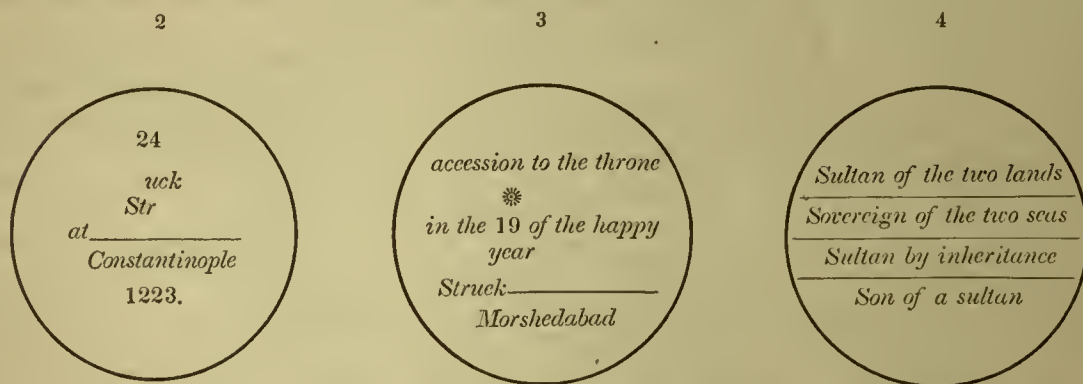 2 3 4
24
uck
Str
at
Constantinople
1223.
accession to the throne
in the 19 of the happy
year
Struck
Morshedabad
Sultan of the two lands
Sovereign of the two seas
Sultan by inheritance
Son of a sultan